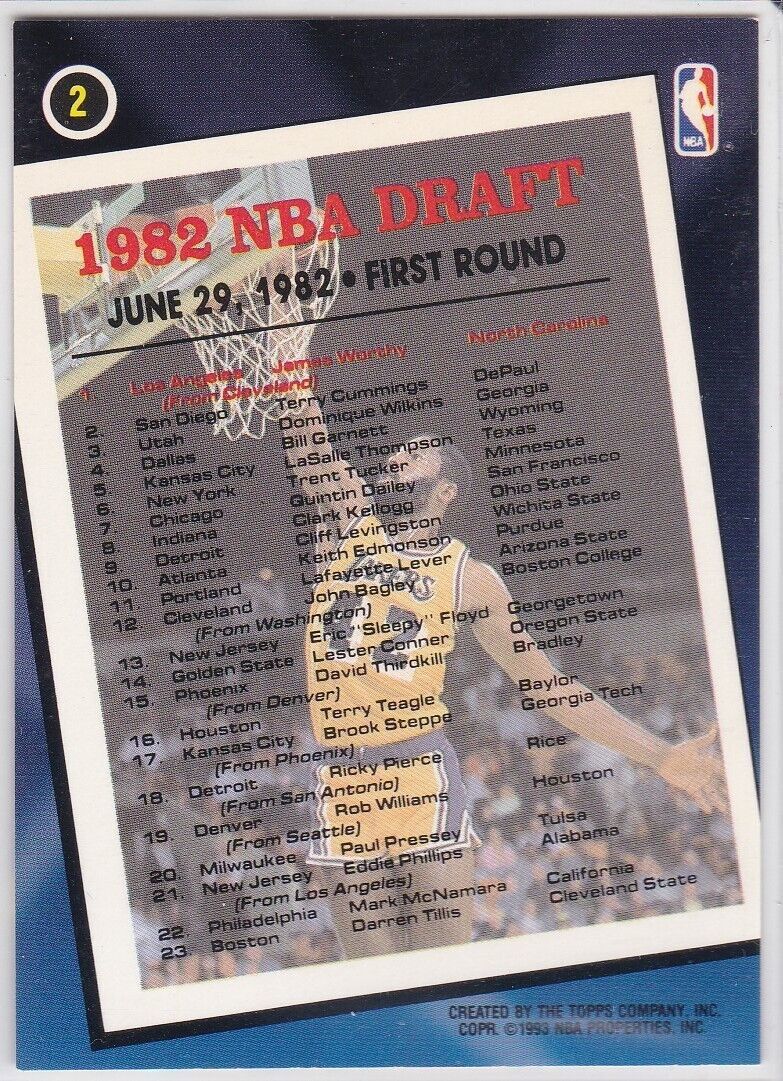 2
NBA
1982 NBA DRAFT
JUNE 29, 1982 • FIRST ROUND
1. Los Angeles James Worthy North Carolina
(From Cleveland)
2. San Diego Terry Cummings DePaul
3. Utah Dominique Wilkins Georgia
4. Dallas Bill Garnett Wyoming
5. Kansas City LaSalle Thompson Texas
6. New York Trent Tucker Minnesota
7. Chicago Quintin Dailey San Francisco
8. Indiana Clark Kellogg Ohio State
9. Detroit Cliff Levingston Wichita State
10. Atlanta Keith Edmonson Purdue
11. Portland Lafayette Lever Arizona State
12. Cleveland John Bagley Boston College
(From Washington)
13. New Jersey Eric "Sleepy" Floyd Georgetown
14. Golden State Lester Conner Oregon State
15. Phoenix David Thirdkill Bradley
(From Denver)
16. Houston Terry Teagle Baylor
17. Kansas City Brook Steppe Georgia Tech
(From Phoenix)
18. Detroit Ricky Pierce Rice
(From San Antonio)
19. Denver Rob Williams Houston
(From Seattle)
20. Milwaukee Paul Pressey Tulsa
21. New Jersey Eddie Phillips Alabama
(From Los Angeles)
22. Philadelphia Mark McNamara California
23. Boston Darren Tillis Cleveland State
LAKERS
42
CREATED BY THE TOPPS COMPANY, INC.
COPR. ©1993 NBA PROPERTIES, INC.